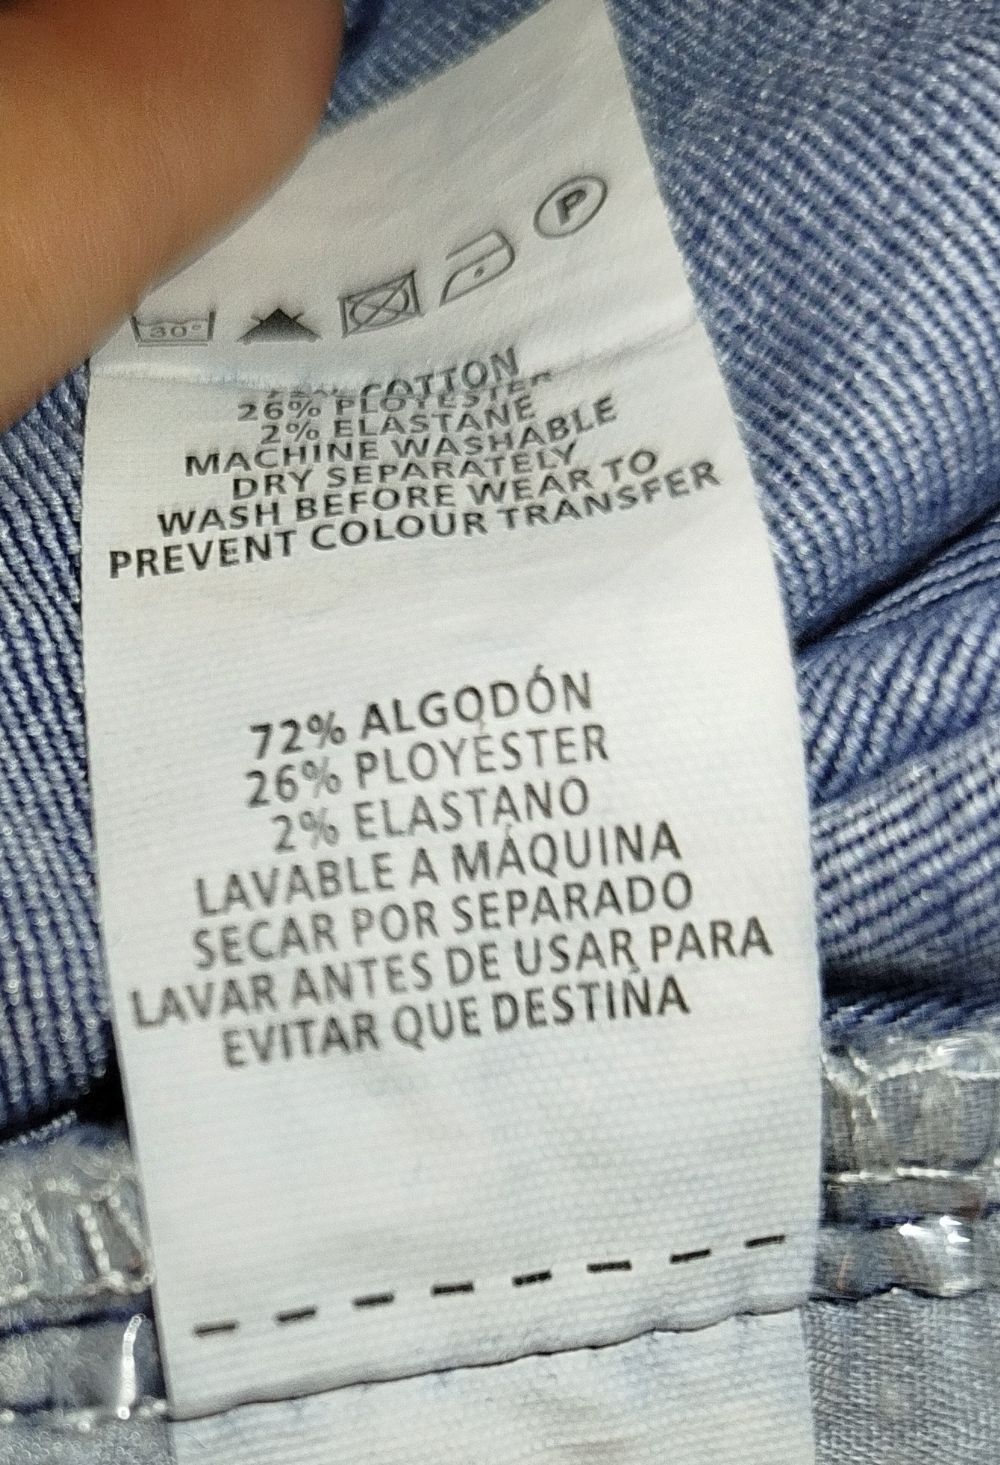 30°
P
COTTON
26% PLOYESTER
2% ELASTANE
MACHINE WASHABLE
DRY SEPARATELY
WASH BEFORE WEAR TO
PREVENT COLOUR TRANSFER
72% ALGODÓN
26% PLOYÉSTER
2% ELASTANO
LAVABLE A MÁQUINA
SECAR POR SEPARADO
LAVAR ANTES DE USAR PARA
EVITAR QUE DESTIÑA